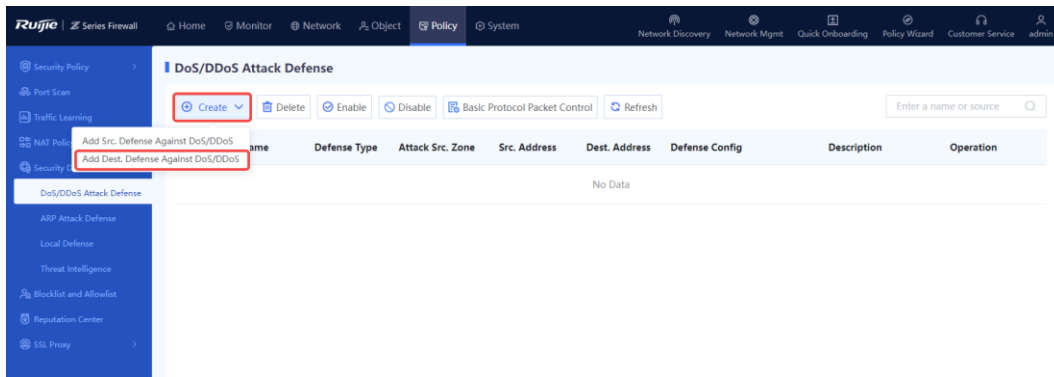 Ruijie | Z Series Firewall
Home Monitor Network Object Policy System
Network Discovery Network Mgmt Quick Onboarding Policy Wizard Customer Service admin
Security Policy
Port Scan
Traffic Learning
NAT Polic
Security D
DoS/DDoS Attack Defense
ARP Attack Defense
Local Defense
Threat Intelligence
Blocklist and Allowlist
Reputation Center
SSL Proxy
DoS/DDoS Attack Defense
Create Delete Enable Disable Basic Protocol Packet Control Refresh Enter a name or source
Add Src. Defense Against DoS/DDoS
Add Dest. Defense Against DoS/DDoS
ame Defense Type Attack Src. Zone Src. Address Dest. Address Defense Config Description Operation
No Data